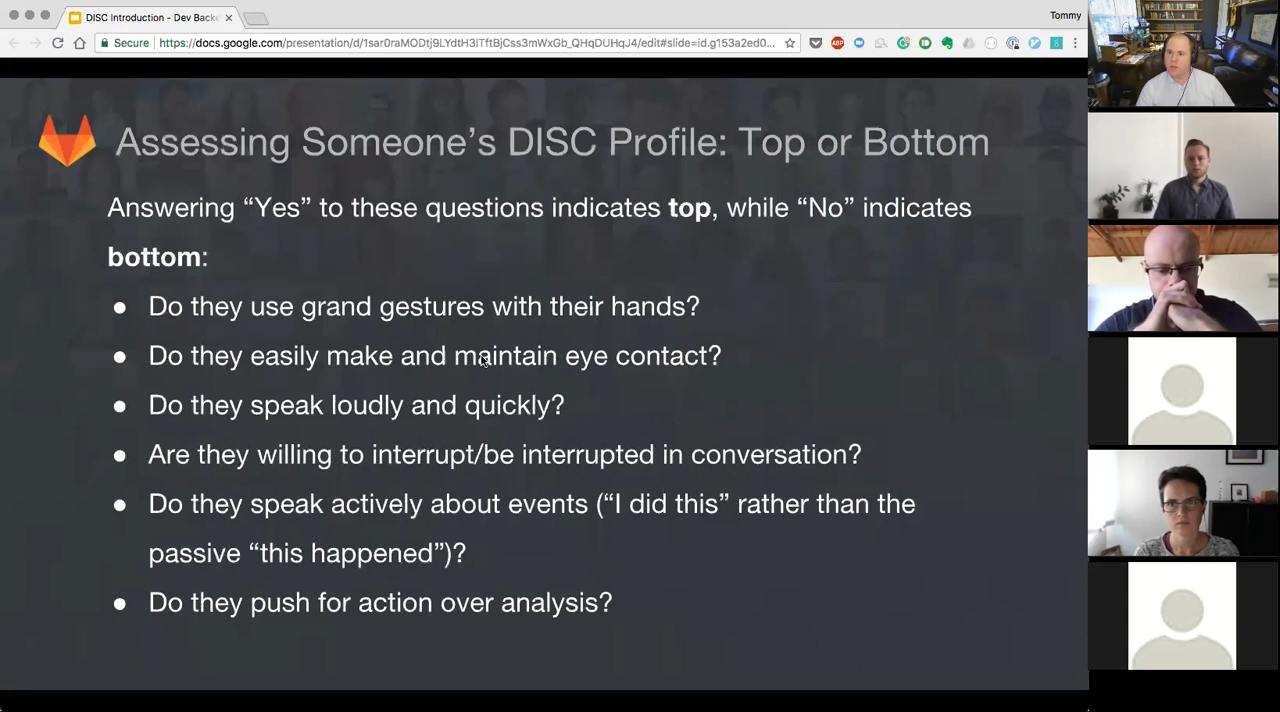 DISC Introduction - Dev Backe
Tommy
Secure
https://docs.google.com/presentation/d/1sar0raMODtj9LYdtH3lTftBjCss3mWxGb_QHqDUHqJ4/edit#slide=id.g153a2ed0...
ABP
Assessing Someone's DISC Profile: Top or Bottom
Answering “Yes” to these questions indicates top, while “No” indicates
bottom:
● Do they use grand gestures with their hands?
● Do they easily make and maintain eye contact?
● Do they speak loudly and quickly?
● Are they willing to interrupt/be interrupted in conversation?
● Do they speak actively about events (“I did this” rather than the
passive “this happened”)?
● Do they push for action over analysis?